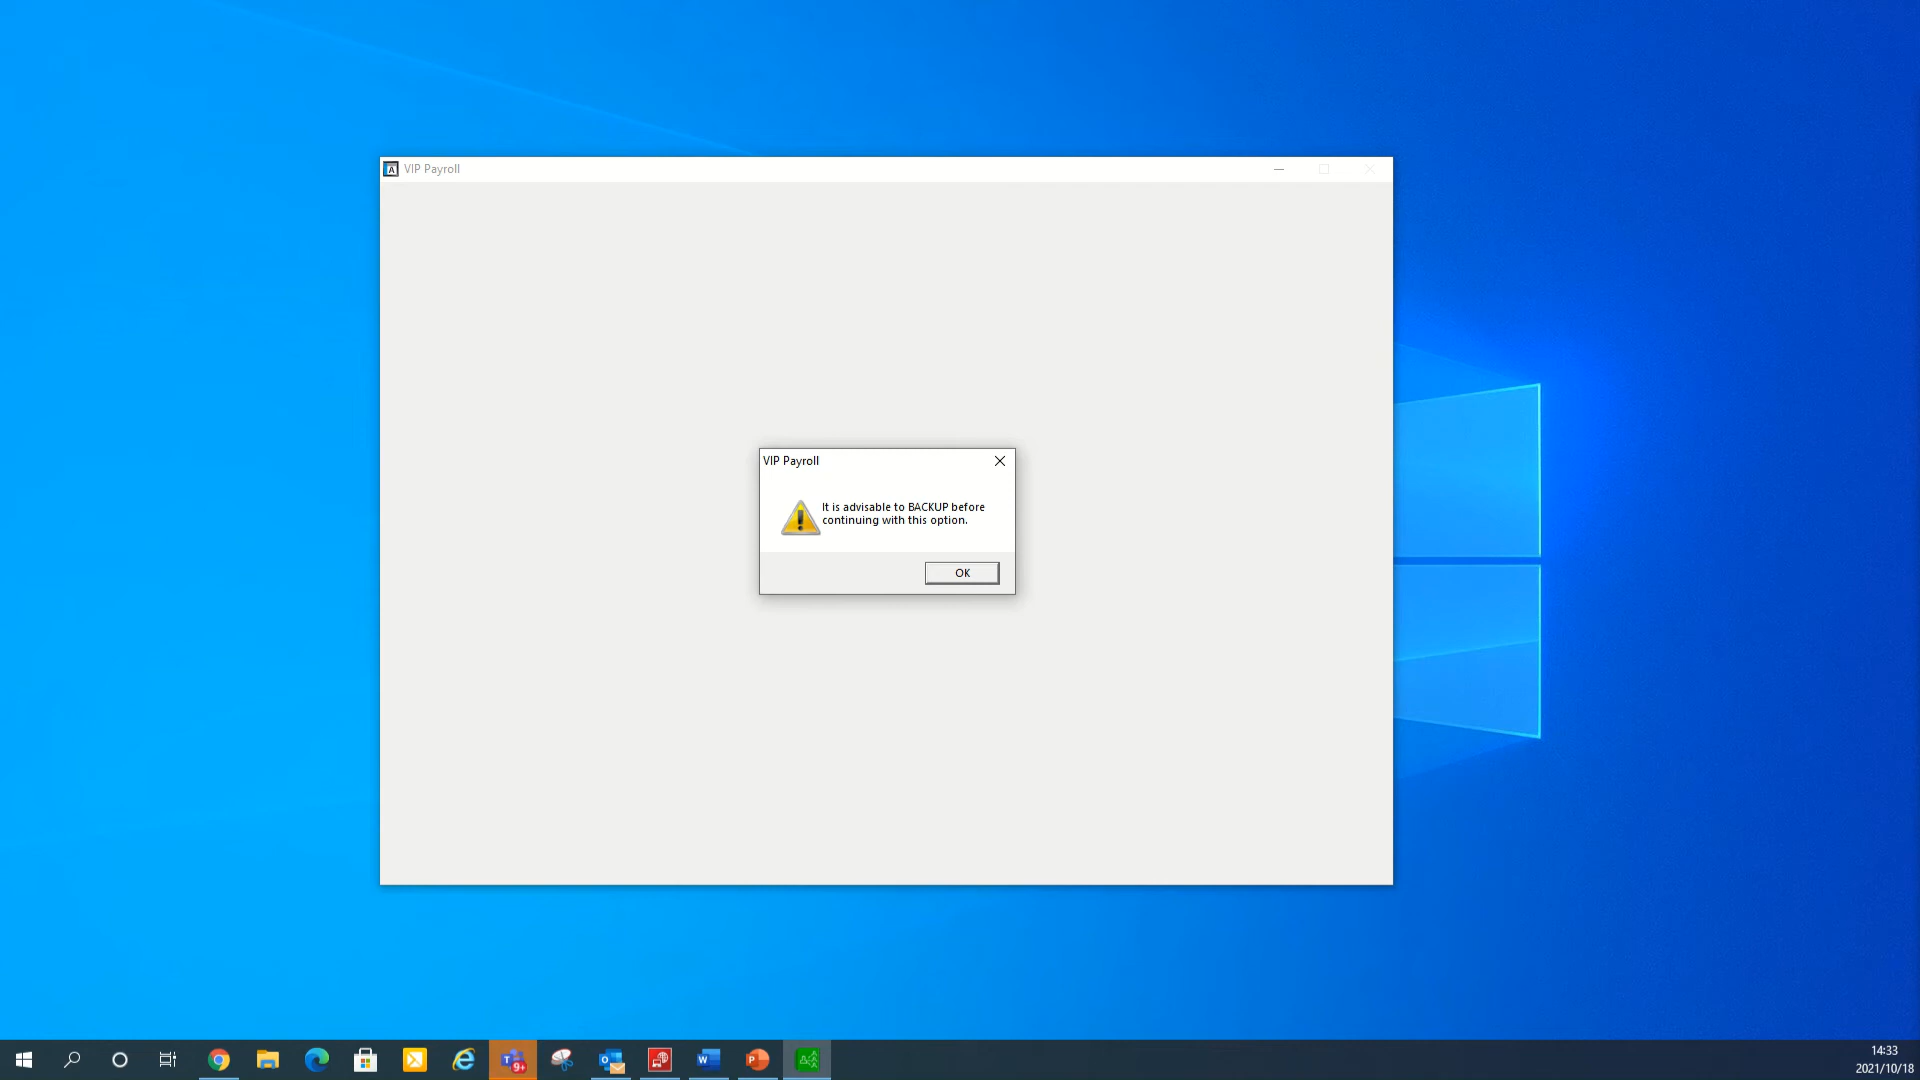 VIP Payroll
VIP Payroll
It is advisable to BACKUP before
continuing with this option.
OK
9+
14:33
2021/10/18